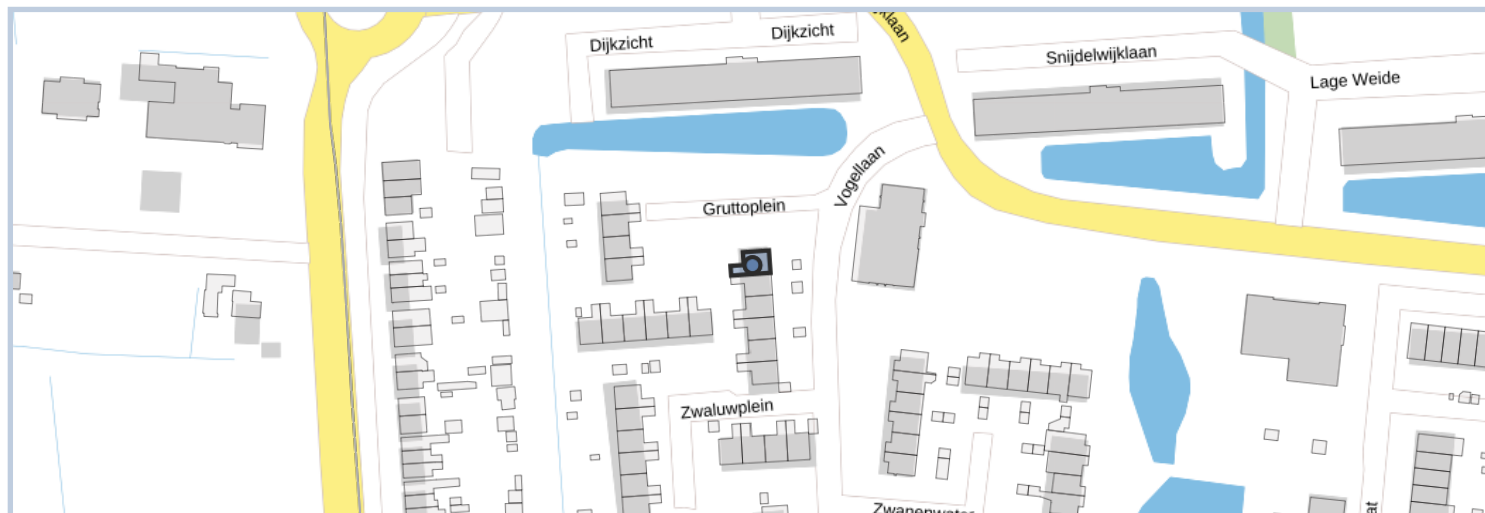 Dijkzicht
Dijkzicht
Snijdelwijklaan
Lage Weide
Vogellaan
Gruttoplein
Zwaluwplein